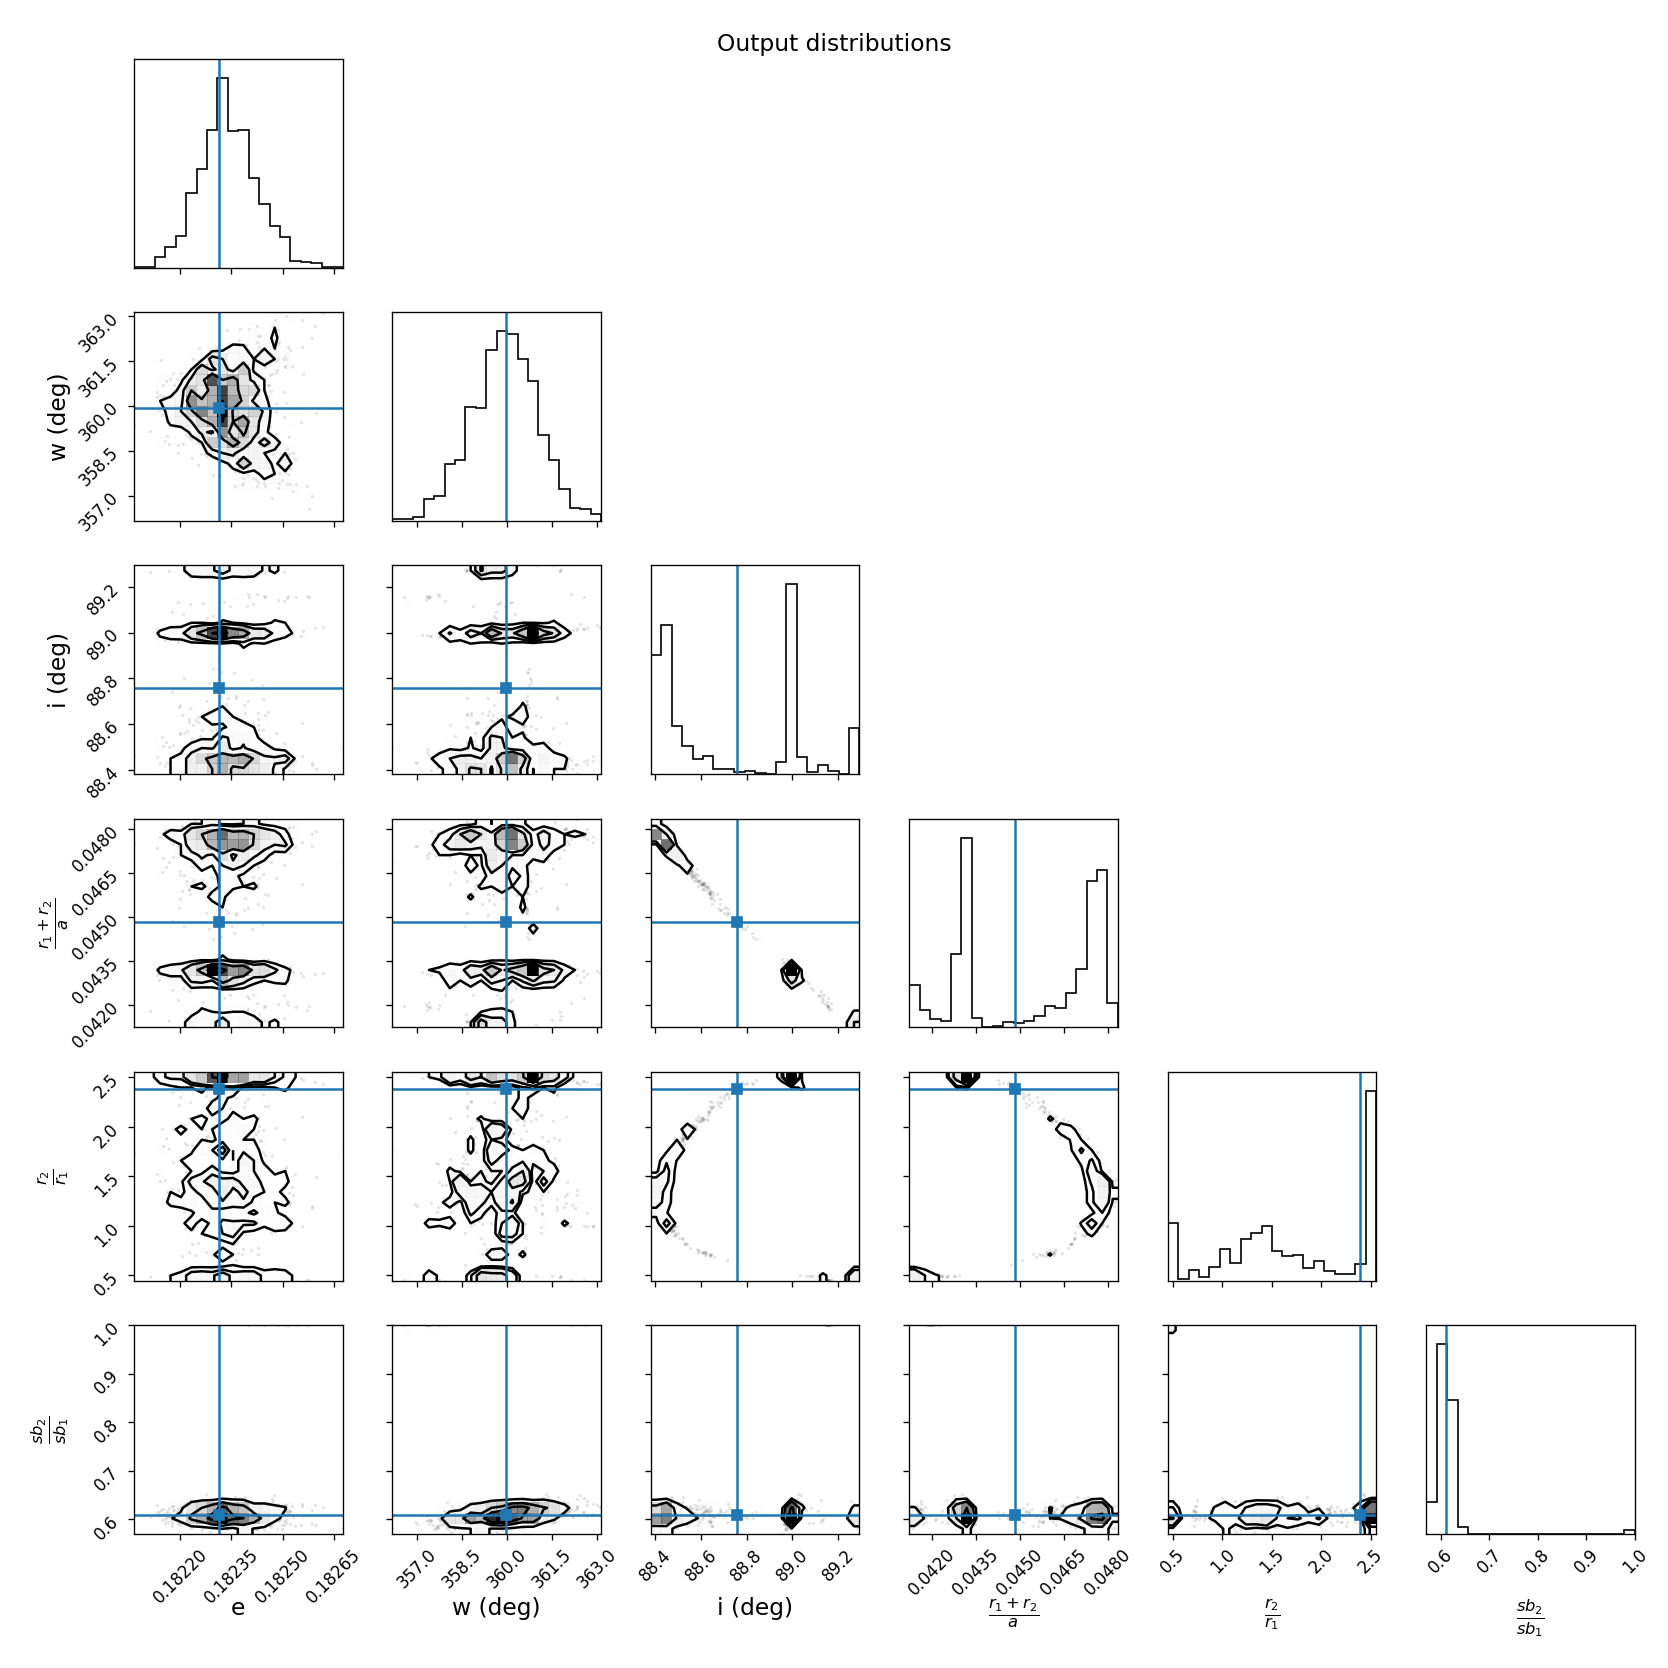 Output distributions
363.0
361.5
360.0
358.5
357.0
w (deg)
89.2
89.0
88.8
88.6
88.4
i (deg)
0.0480
0.0465
0.0450
0.0435
0.0420
r₁ + r₂
a
2.5
2.0
1.5
1.0
0.5
r₂
r₁
1.0
0.9
0.8
0.7
0.6
sb₂
sb₁
0.18220 0.18235 0.18250 0.18265
e
357.0 358.5 360.0 361.5 363.0
w (deg)
88.4 88.6 88.8 89.0 89.2
i (deg)
0.0420 0.0435 0.0450 0.0465 0.0480
r₁ + r₂
a
0.5 1.0 1.5 2.0 2.5
r₂
r₁
0.6 0.7 0.8 0.9 1.0
sb₂
sb₁